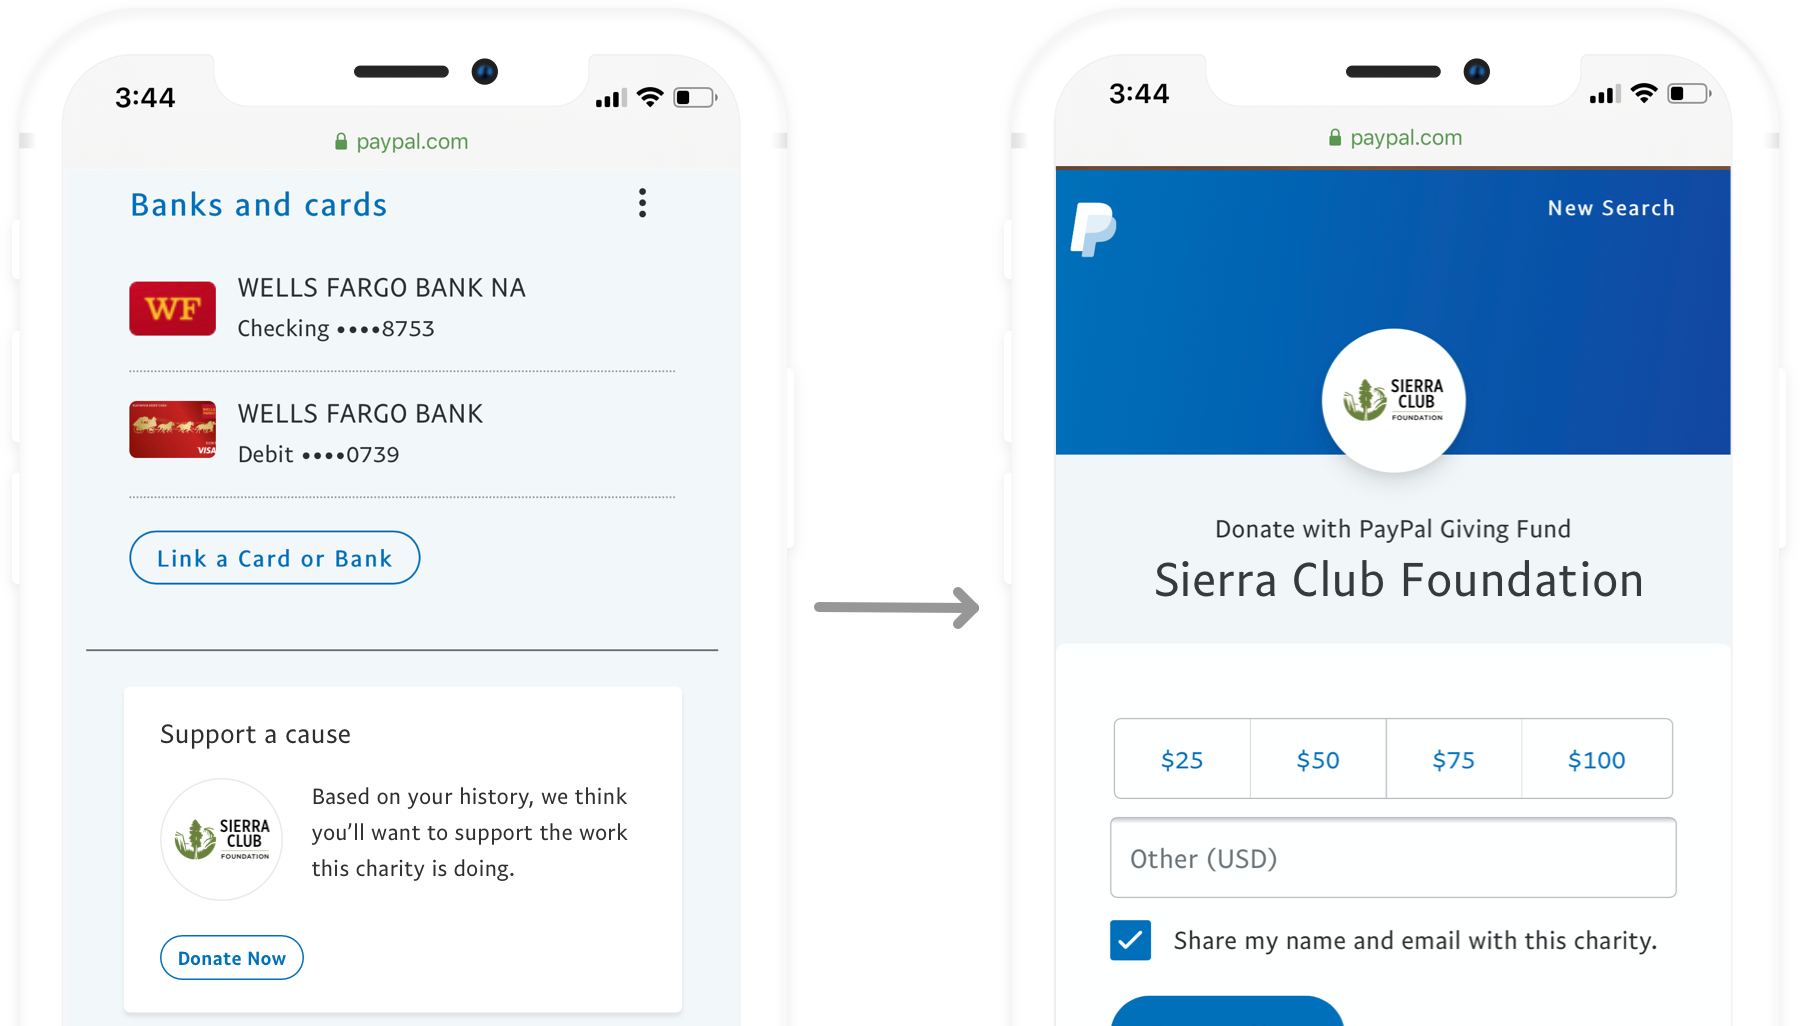 3:44
paypal.com
Banks and cards
WF
WELLS FARGO BANK NA
Checking ••••8753
VISA
WELLS FARGO BANK
Debit ••••0739
Link a Card or Bank
Support a cause
SIERRA
CLUB
FOUNDATION
Based on your history, we think
you’ll want to support the work
this charity is doing.
Donate Now
3:44
paypal.com
New Search
SIERRA
CLUB
FOUNDATION
Donate with PayPal Giving Fund
Sierra Club Foundation
$25 $50 $75 $100
Other (USD)
Share my name and email with this charity.